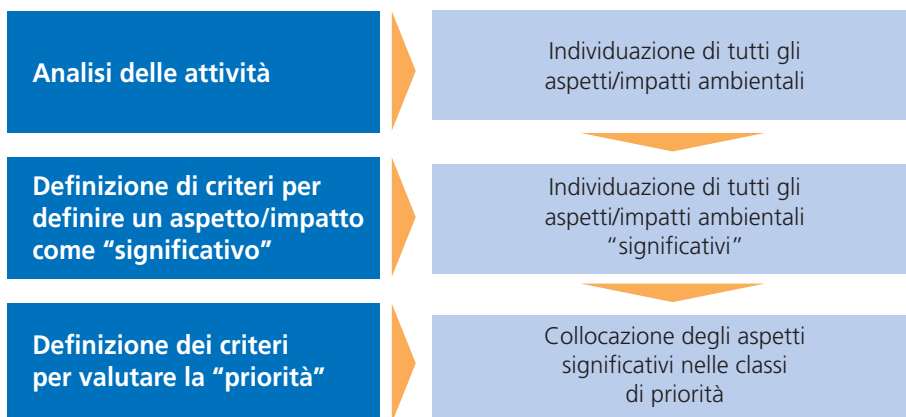 Analisi delle attività
Individuazione di tutti gli
aspetti/impatti ambientali
Definizione di criteri per
definire un aspetto/impatto
come “significativo”
Individuazione di tutti gli
aspetti/impatti ambientali
“significativi”
Definizione dei criteri
per valutare la “priorità”
Collocazione degli aspetti
significativi nelle classi
di priorità